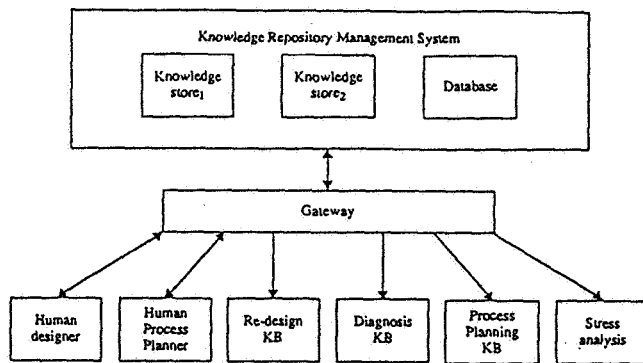 Knowledge Repository Management System
Knowledge
store1
Knowledge
store2
Database
Gateway
Human
designer
Human
Process
Planner
Re-design
KB
Diagnosis
KB
Process
Planning
KB
Stress
analysis